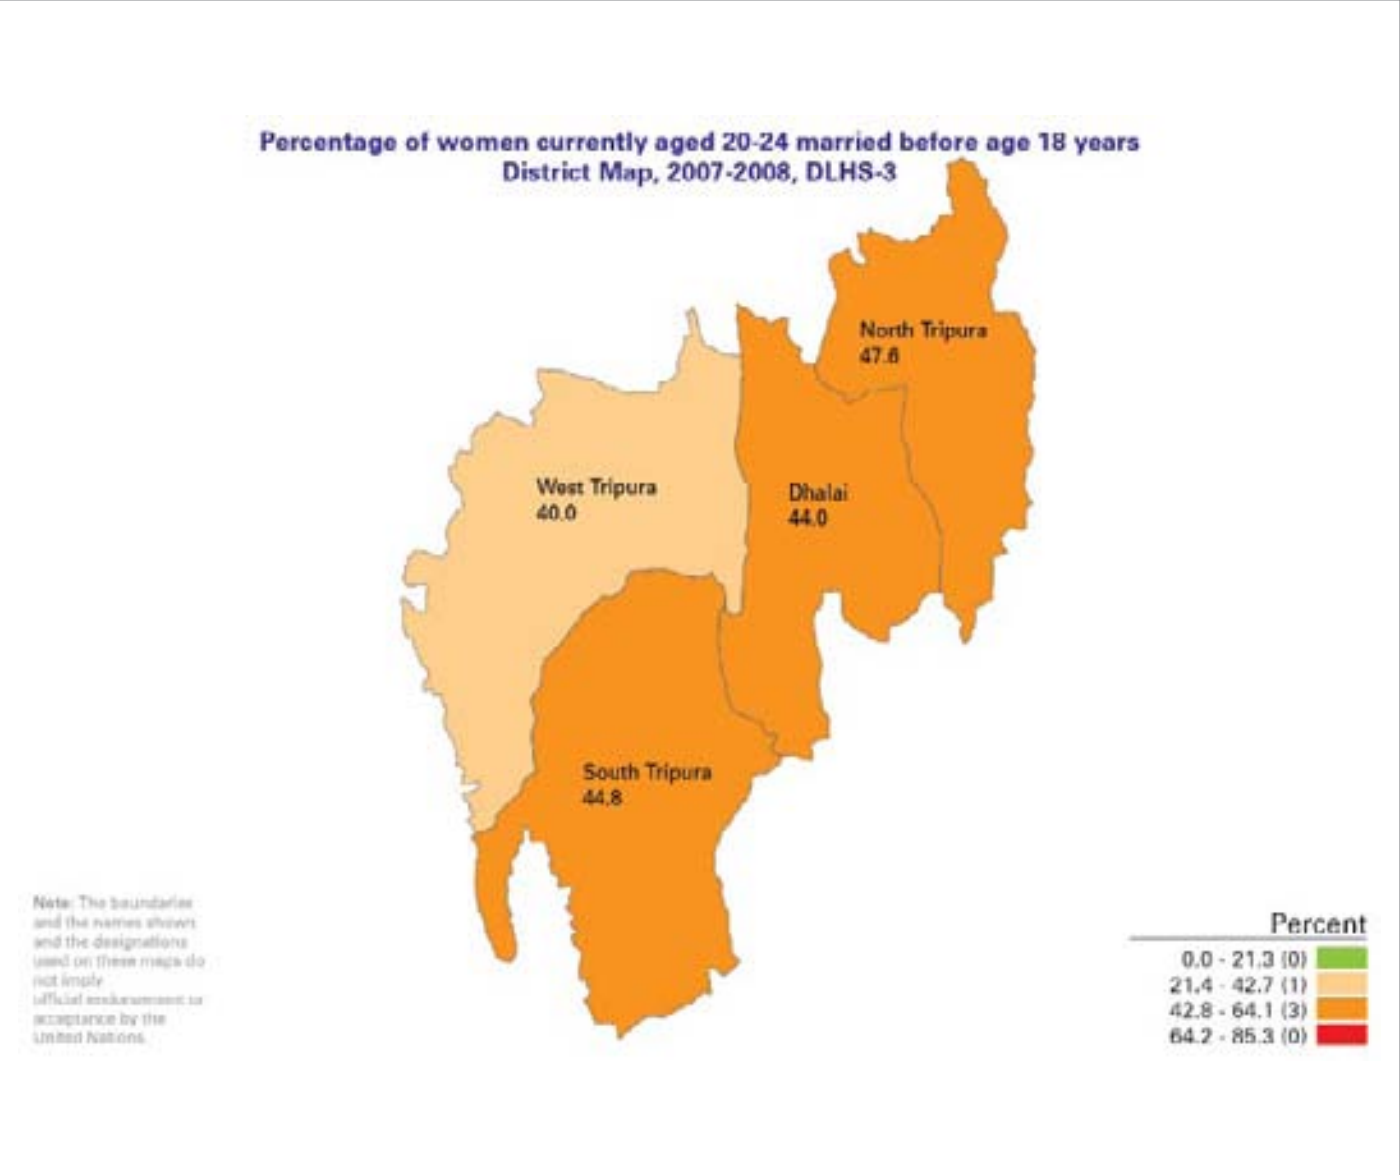 Percentage of women currently aged 20-24 married before age 18 years
District Map, 2007-2008, DLHS-3
North Tripura
47.6
West Tripura
40.0
Dhalai
44.0
South Tripura
44.8
Note: The boundaries
and the names shown
and the designations
used on these maps do
not imply
official endorsement or
acceptance by the
United Nations.
Percent
0.0 - 21.3 (0)
21.4 - 42.7 (1)
42.8 - 64.1 (3)
64.2 - 85.3 (0)